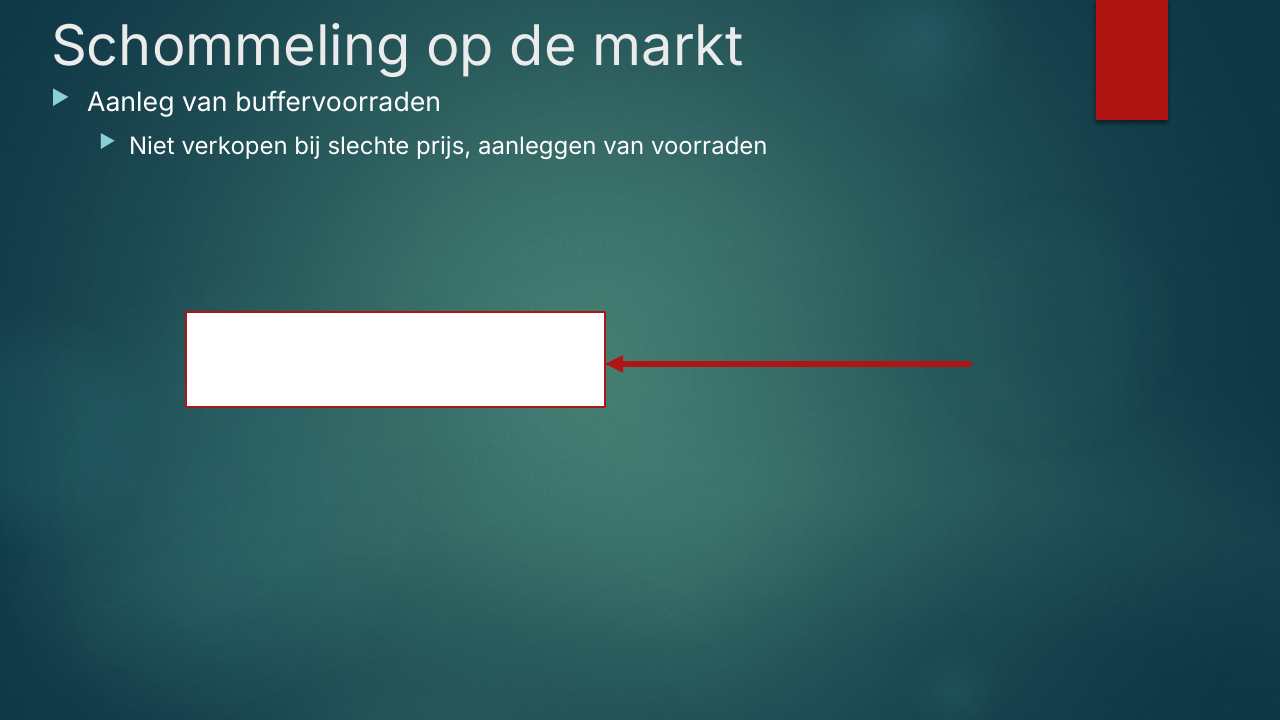 Schommeling op de markt
Aanleg van buffervoorraden
Niet verkopen bij slechte prijs, aanleggen van voorraden